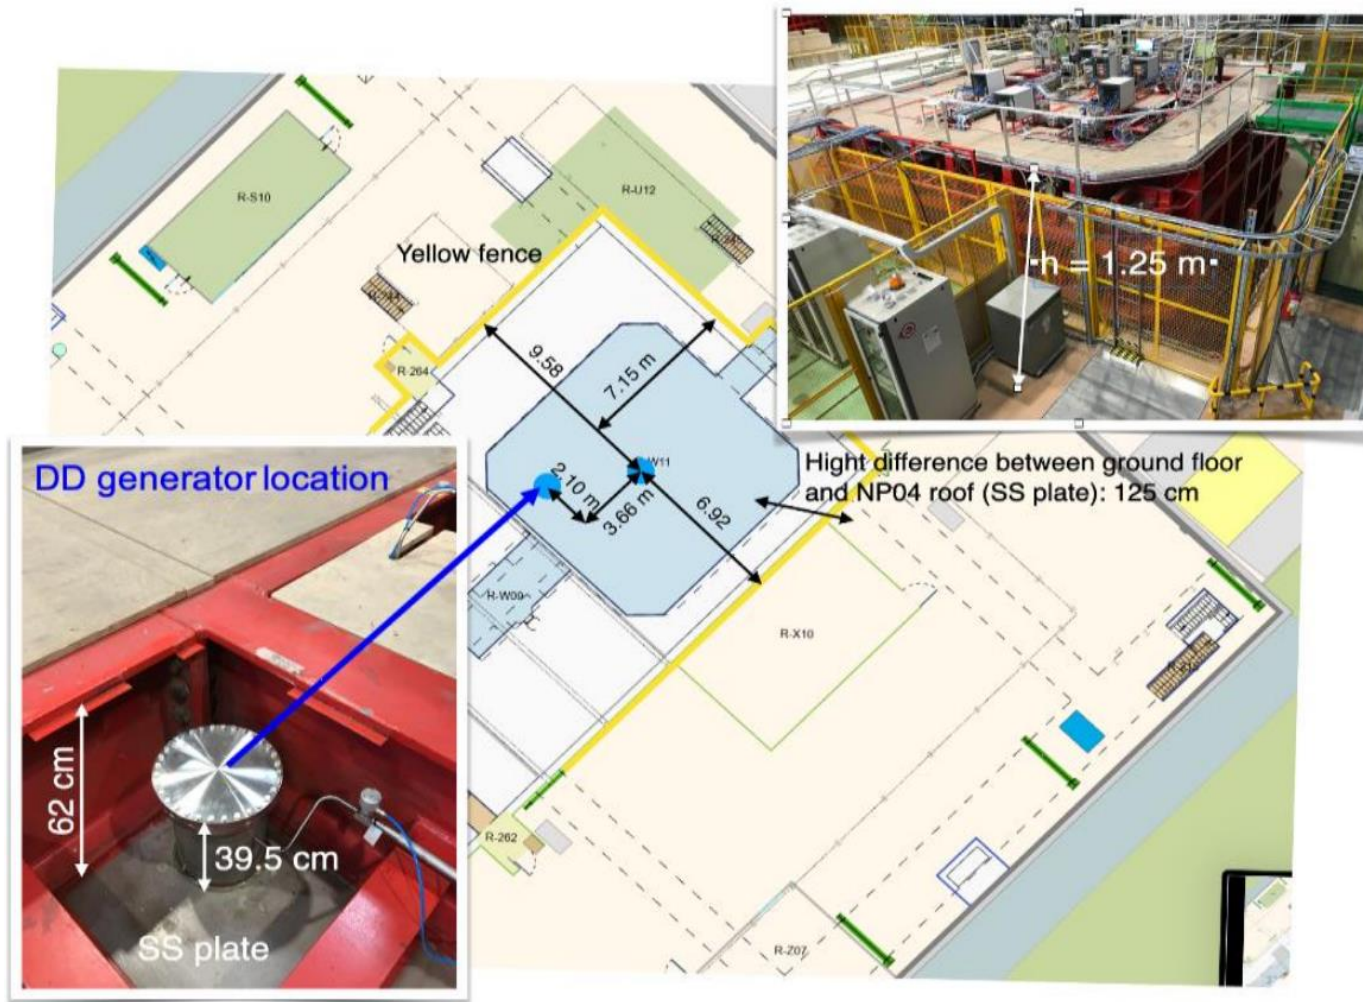 R-S10
R-U12
Yellow fence
h = 1.25 m
R-264
9.58
7.15 m
DD generator location
2.10 m
3.66 m
W11
6.92
Hight difference between ground floor
and NP04 roof (SS plate): 125 cm
R-W00
R-X10
62 cm
39.5 cm
SS plate
R-262
R-Z07